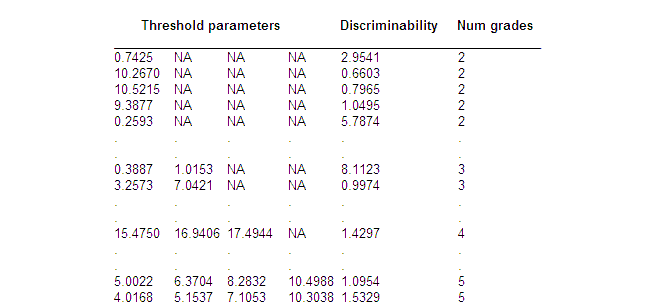 Threshold parameters Discriminability Num grades
0.7425 NA NA NA 2.9541 2
10.2670 NA NA NA 0.6603 2
10.5215 NA NA NA 0.7965 2
9.3877 NA NA NA 1.0495 2
0.2593 NA NA NA 5.7874 2
. . . . . .
. . . . . .
0.3887 1.0153 NA NA 8.1123 3
3.2573 7.0421 NA NA 0.9974 3
. . . . . .
. . . . . .
15.4750 16.9406 17.4944 NA 1.4297 4
. . . . . .
. . . . . .
5.0022 6.3704 8.2832 10.4988 1.0954 5
4.0168 5.1537 7.1053 10.3038 1.5329 5